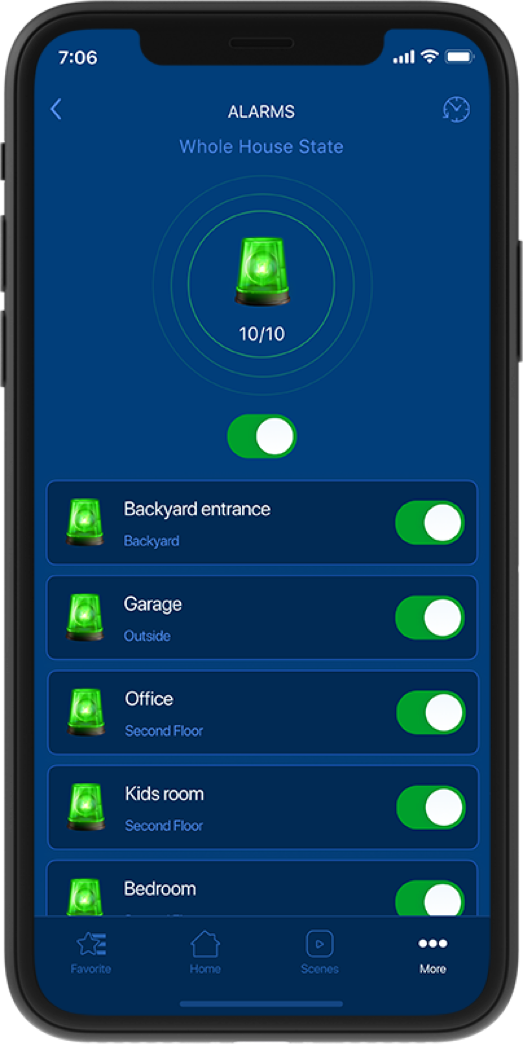 7:06
ALARMS
Whole House State
10/10
Backyard entrance
Backyard
Garage
Outside
Office
Second Floor
Kids room
Second Floor
Bedroom
Favorite
Home
Scenes
More